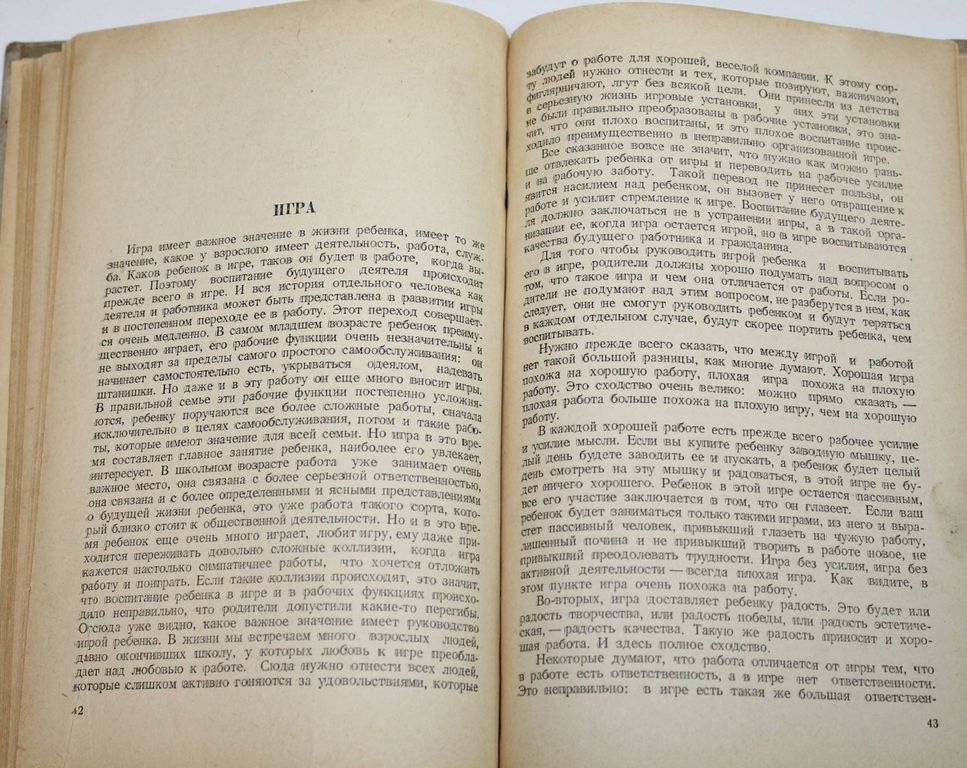 ИГРА
Игра имеет важное значение в жизни ребенка, имеет то же
значение, какое у взрослого имеет деятельность, работа, служ-
ба. Каков ребенок в игре, таков он будет в работе, когда вы-
растет. Поэтому воспитание будущего деятеля происходит
прежде всего в игре. И вся история отдельного человека как
деятеля и работника может быть представлена в развитии игры
и в постепенном переходе ее в работу. Этот переход совершает-
ся очень медленно. В самом младшем возрасте ребенок преиму-
щественно играет, его рабочие функции очень незначительны и
не выходят за пределы самого простого самообслуживания: он
начинает самостоятельно есть, укрываться одеялом, надевать
штанишки. Но даже и в эту работу он еще много вносит игры.
В правильной семье эти рабочие функции постепенно усложня-
ются, ребенку поручаются все более сложные работы, сначала
исключительно в целях самообслуживания, потом и такие рабо-
ты, которые имеют значение для всей семьи. Но игра в это вре-
мя составляет главное занятие ребенка, наиболее его увлекает,
интересует. В школьном возрасте работа уже занимает очень
важное место, она связана с более серьезной ответственностью,
она связана и с более определенными и ясными представлениями
о будущей жизни ребенка, это уже работа такого сорта, кото-
рый близко стоит к общественной деятельности. Но и в это вре-
мя ребенок еще очень много играет, любит игру, ему даже при-
ходится переживать довольно сложные коллизии, когда игра
кажется настолько симпатичнее работы, что хочется отложить
работу и поиграть. Если такие коллизии происходят, это значит,
что воспитание ребенка в игре и в рабочих функциях происхо-
дило неправильно, что родители допустили какие-то перегибы.
Отсюда уже видно, какое важное значение имеет руководство
игрой ребенка. В жизни мы встречаем много взрослых людей,
давно окончивших школу, у которых любовь к игре преобла-
дает над любовью к работе. Сюда нужно отнести всех людей,
которые слишком активно гоняются за удовольствиями, которые
42
забудут о работе для хорошей, веселой компании. К этому сор-
ту людей нужно отнести и тех, которые позируют, важничают,
фиглярничают, лгут без всякой цели. Они принесли из детства
в серьезную жизнь игровые установки, у них эти установки
не были правильно преобразованы в рабочие установки, это зна-
чит, что они плохо воспитаны, и это плохое воспитание проис-
ходило преимущественно в неправильно организованной игре.
Все сказанное вовсе не значит, что нужно как можно рань-
ше отвлекать ребенка от игры и переводить на рабочее усилие
и на рабочую заботу. Такой перевод не принесет пользы, он
явится насилием над ребенком, он вызовет у него отвращение к
работе и усилит стремление к игре. Воспитание будущего деяте-
ля должно заключаться не в устранении игры, а в такой орга-
низации ее, когда игра остается игрой, но в игре воспитываются
качества будущего работника и гражданина.
Для того чтобы руководить игрой ребенка и воспитывать
его в игре, родители должны хорошо подумать над вопросом о
том, что такое игра и чем она отличается от работы. Если ро-
дители не подумают над этим вопросом, не разберутся в нем, как
следует, они не смогут руководить ребенком и будут теряться
в каждом отдельном случае, будут скорее портить ребенка, чем
воспитывать.
Нужно прежде всего сказать, что между игрой и работой
нет такой большой разницы, как многие думают. Хорошая игра
похожа на хорошую работу, плохая игра похожа на плохую
работу. Это сходство очень велико: можно прямо сказать —
плохая работа больше похожа на плохую игру, чем на хорошую
работу.
В каждой хорошей работе есть прежде всего рабочее усилие
и усилие мысли. Если вы купите ребенку заводную мышку, це-
лый день будете заводить ее и пускать, а ребенок будет целый
день смотреть на эту мышку и радоваться, в этой игре не бу-
дет ничего хорошего. Ребенок в этой игре остается пассивным,
все его участие заключается в том, что он глазеет. Если ваш
ребенок будет заниматься только такими играми, из него и выра-
стет пассивный человек, привыкший глазеть на чужую работу,
лишенный почина и не привыкший творить в работе новое, не
привыкший преодолевать трудности. Игра без усилия, игра без
активной деятельности — всегда плохая игра. Как видите, в
этом пункте игра очень похожа на работу.
Во-вторых, игра доставляет ребенку радость. Это будет или
радость творчества, или радость победы, или радость эстетиче-
ская, — радость качества. Такую же радость приносит и хоро-
шая работа. И здесь полное сходство.
Некоторые думают, что работа отличается от игры тем, что
в работе есть ответственность, а в игре нет ответственности.
Это неправильно: в игре есть такая же большая ответствен-
43